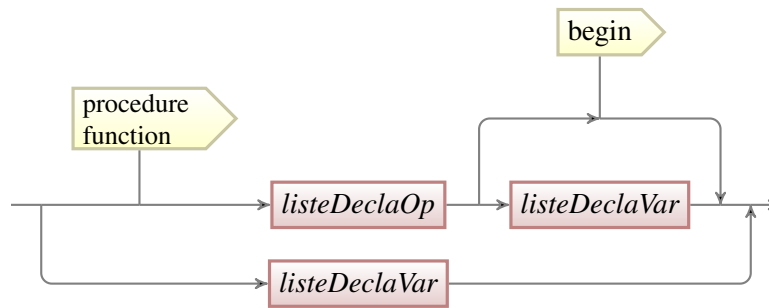 begin
procedure
function
listeDeclaOp
listeDeclaVar
listeDeclaVar